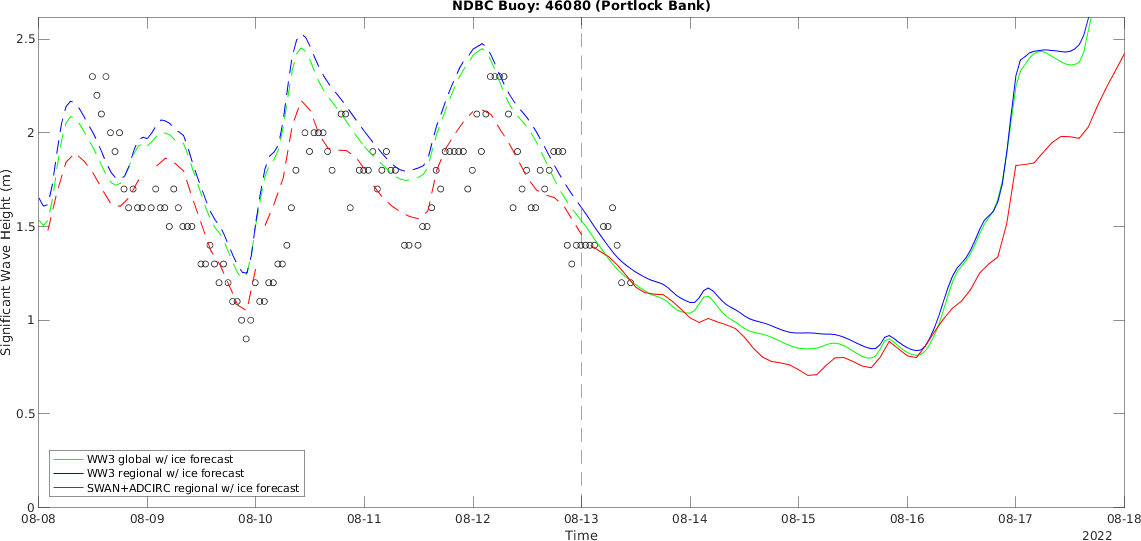 NDBC Buoy: 46080 (Portlock Bank)
Significant Wave Height (m)
2.5
2
1.5
1
0.5
0
WW3 global w/ ice forecast
WW3 regional w/ ice forecast
SWAN+ADCIRC regional w/ ice forecast
08-08 08-09 08-10 08-11 08-12 08-13 08-14 08-15 08-16 08-17 08-18
Time
2022